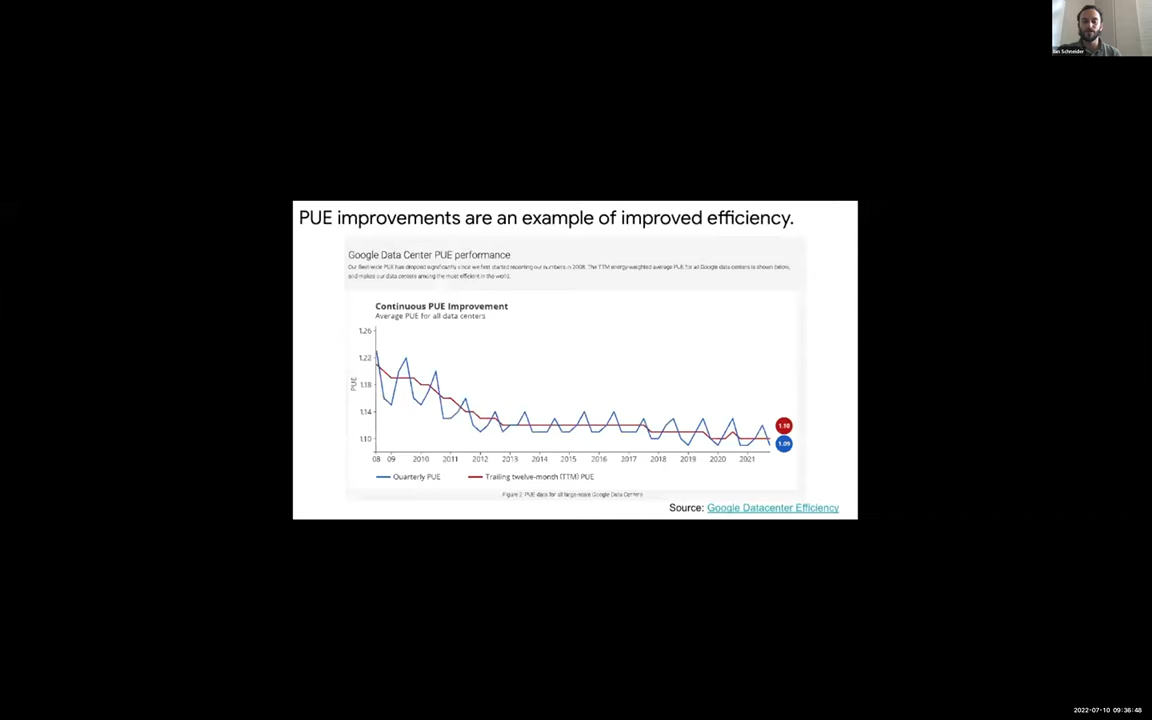 Ian Schneider
PUE improvements are an example of improved efficiency.
Google Data Center PUE performance
Our fleet-wide PUE has dropped significantly since we first started reporting our numbers in 2008. The TTM energy-weighted average PUE for all Google data centers is shown below,
and makes our data centers among the most efficient in the world.
Continuous PUE Improvement
Average PUE for all data centers
1.26
1.22
1.18
1.14
1.10
PUE
08 09 2010 2011 2012 2013 2014 2015 2016 2017 2018 2019 2020 2021
1.10
1.09
Quarterly PUE Trailing twelve-month (TTM) PUE
Figure 2: PUE data for all large-scale Google Data Centers
Source: Google Datacenter Efficiency
2022-07-10 09:36:48